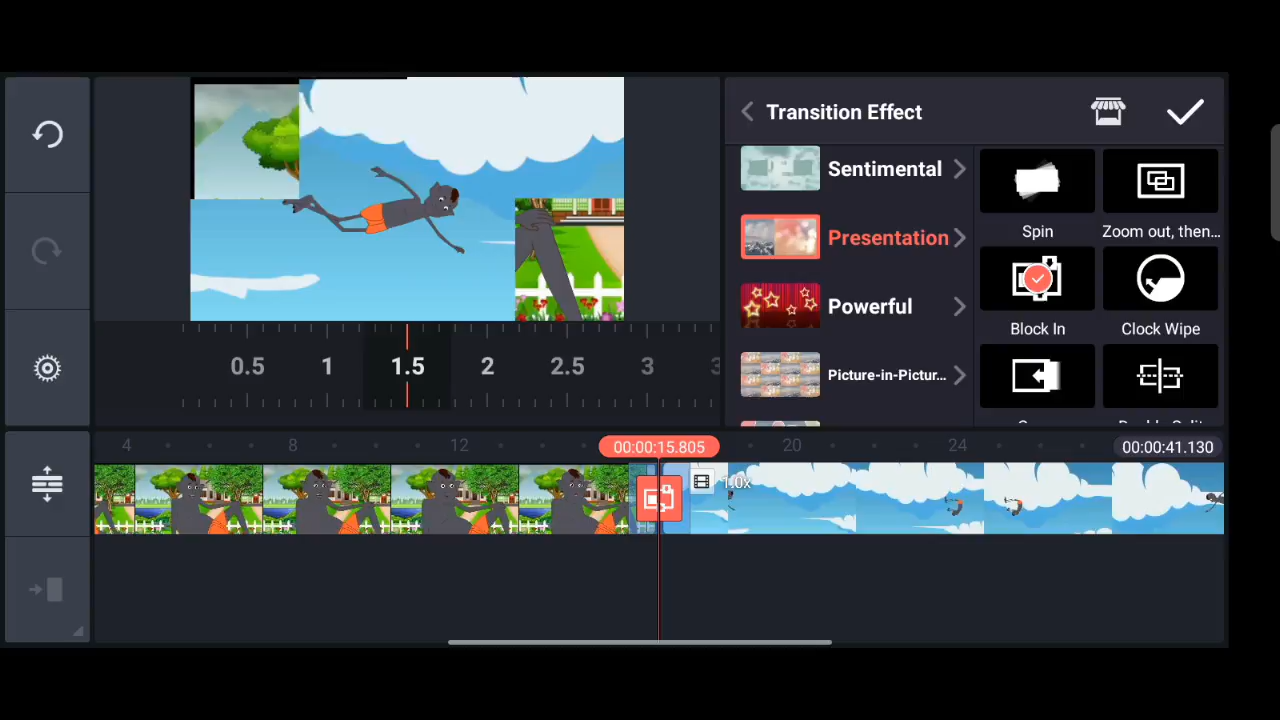 Transition Effect
Sentimental
Presentation
Powerful
Picture-in-Pictur...
Spin
Zoom out, then...
Block In
Clock Wipe
0.5
1
1.5
2
2.5
3
4
8
12
00:00:15.805
20
24
00:00:41.130
1.0x